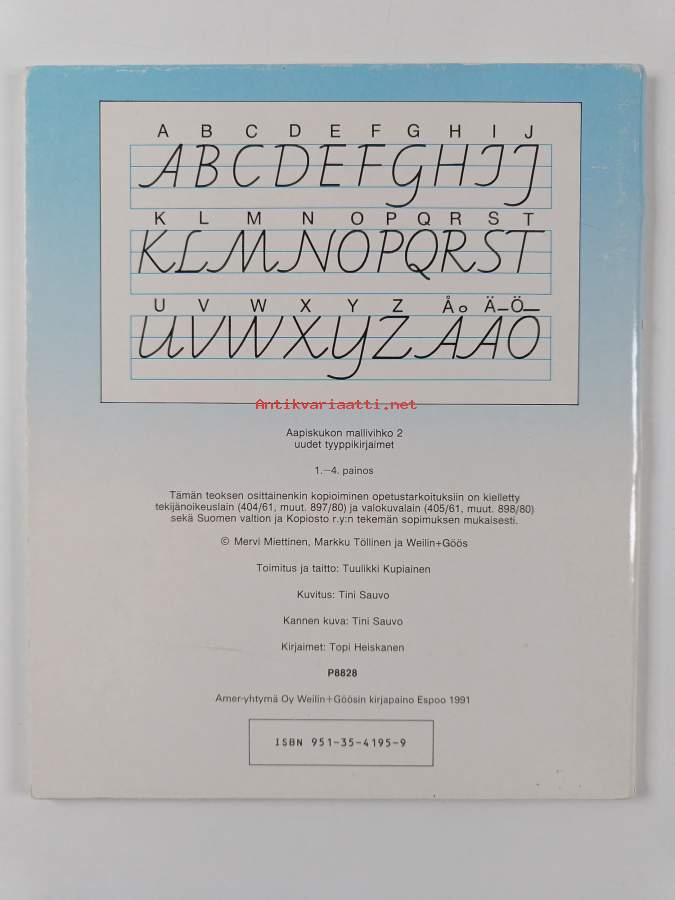 A B C D E F G H I J
A B C D E F G H I J
K L M N O P Q R S T
K L M N O P Q R S T
U V W X Y Z Å o Ä – Ö –
U V W X Y Z A A O
Antikvariaatti.net
Aapiskukon mallivihko 2
uudet tyyppikirjaimet
1.–4. painos
Tämän teoksen osittainenkin kopioiminen opetustarkoituksiin on kielletty
tekijänoikeuslain (404/61, muut. 897/80) ja valokuvalain (405/61, muut. 898/80)
sekä Suomen valtion ja Kopiosto r.y:n tekemän sopimuksen mukaisesti.
© Mervi Miettinen, Markku Töllinen ja Weilin+Göös
Toimitus ja taitto: Tuulikki Kupiainen
Kuvitus: Tini Sauvo
Kannen kuva: Tini Sauvo
Kirjaimet: Topi Heiskanen
P8828
Amer-yhtymä Oy Weilin+Göösin kirjapaino Espoo 1991
ISBN 951-35-4195-9